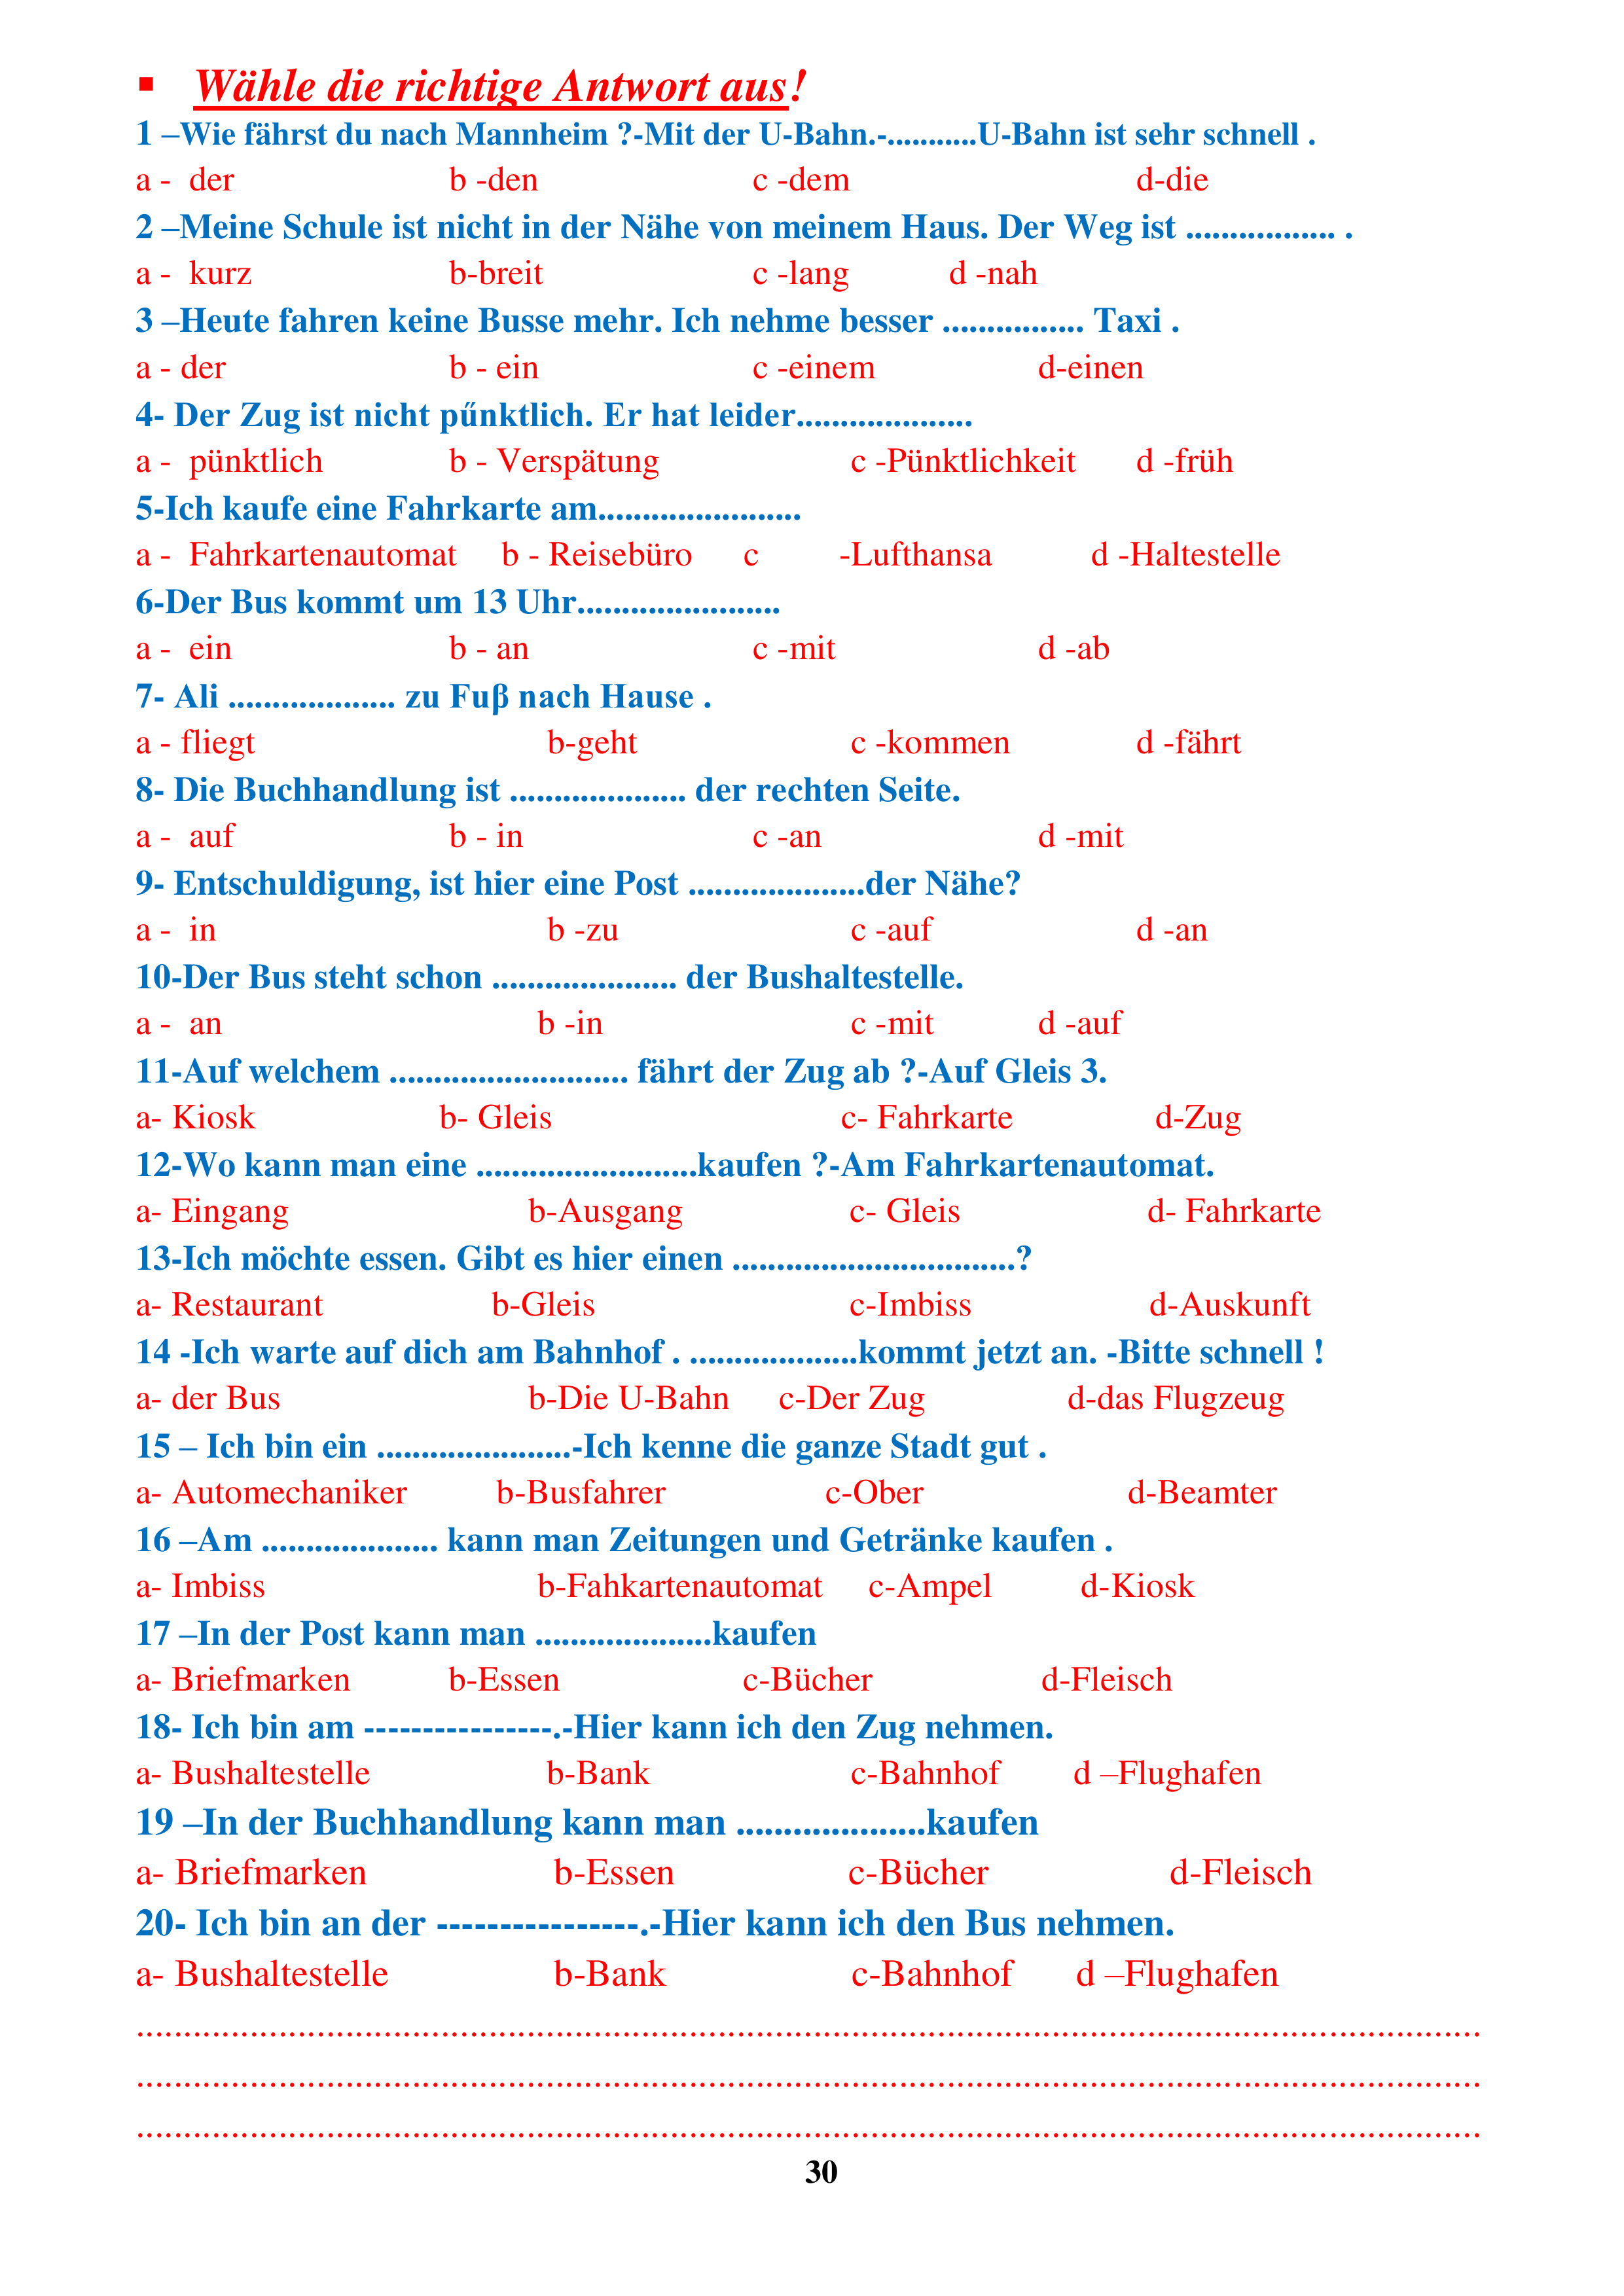 ▪ Wähle die richtige Antwort aus!
1 –Wie fährst du nach Mannheim ?-Mit der U-Bahn.-...........U-Bahn ist sehr schnell .
a - der b -den c -dem d-die
2 –Meine Schule ist nicht in der Nähe von meinem Haus. Der Weg ist ................. .
a - kurz b-breit c -lang d -nah
3 –Heute fahren keine Busse mehr. Ich nehme besser ................ Taxi .
a - der b - ein c -einem d-einen
4- Der Zug ist nicht pűnktlich. Er hat leider....................
a - pünktlich b - Verspätung c -Pünktlichkeit d -früh
5-Ich kaufe eine Fahrkarte am.......................
a - Fahrkartenautomat b - Reisebüro c -Lufthansa d -Haltestelle
6-Der Bus kommt um 13 Uhr.......................
a - ein b - an c -mit d -ab
7- Ali ................... zu Fuβ nach Hause .
a - fliegt b-geht c -kommen d -fährt
8- Die Buchhandlung ist .................... der rechten Seite.
a - auf b - in c -an d -mit
9- Entschuldigung, ist hier eine Post ....................der Nähe?
a - in b -zu c -auf d -an
10-Der Bus steht schon ..................... der Bushaltestelle.
a - an b -in c -mit d -auf
11-Auf welchem ........................... fährt der Zug ab ?-Auf Gleis 3.
a- Kiosk b- Gleis c- Fahrkarte d-Zug
12-Wo kann man eine .........................kaufen ?-Am Fahrkartenautomat.
a- Eingang b-Ausgang c- Gleis d- Fahrkarte
13-Ich möchte essen. Gibt es hier einen ................................?
a- Restaurant b-Gleis c-Imbiss d-Auskunft
14 -Ich warte auf dich am Bahnhof . ...................kommt jetzt an. -Bitte schnell !
a- der Bus b-Die U-Bahn c-Der Zug d-das Flugzeug
15 – Ich bin ein ......................-Ich kenne die ganze Stadt gut .
a- Automechaniker b-Busfahrer c-Ober d-Beamter
16 –Am .................... kann man Zeitungen und Getränke kaufen .
a- Imbiss b-Fahkartenautomat c-Ampel d-Kiosk
17 –In der Post kann man ....................kaufen
a- Briefmarken b-Essen c-Bücher d-Fleisch
18- Ich bin am ----------------.-Hier kann ich den Zug nehmen.
a- Bushaltestelle b-Bank c-Bahnhof d –Flughafen
19 –In der Buchhandlung kann man ....................kaufen
a- Briefmarken b-Essen c-Bücher d-Fleisch
20- Ich bin an der ----------------.-Hier kann ich den Bus nehmen.
a- Bushaltestelle b-Bank c-Bahnhof d –Flughafen
................................................................................
................................................................................
................................................................................
30